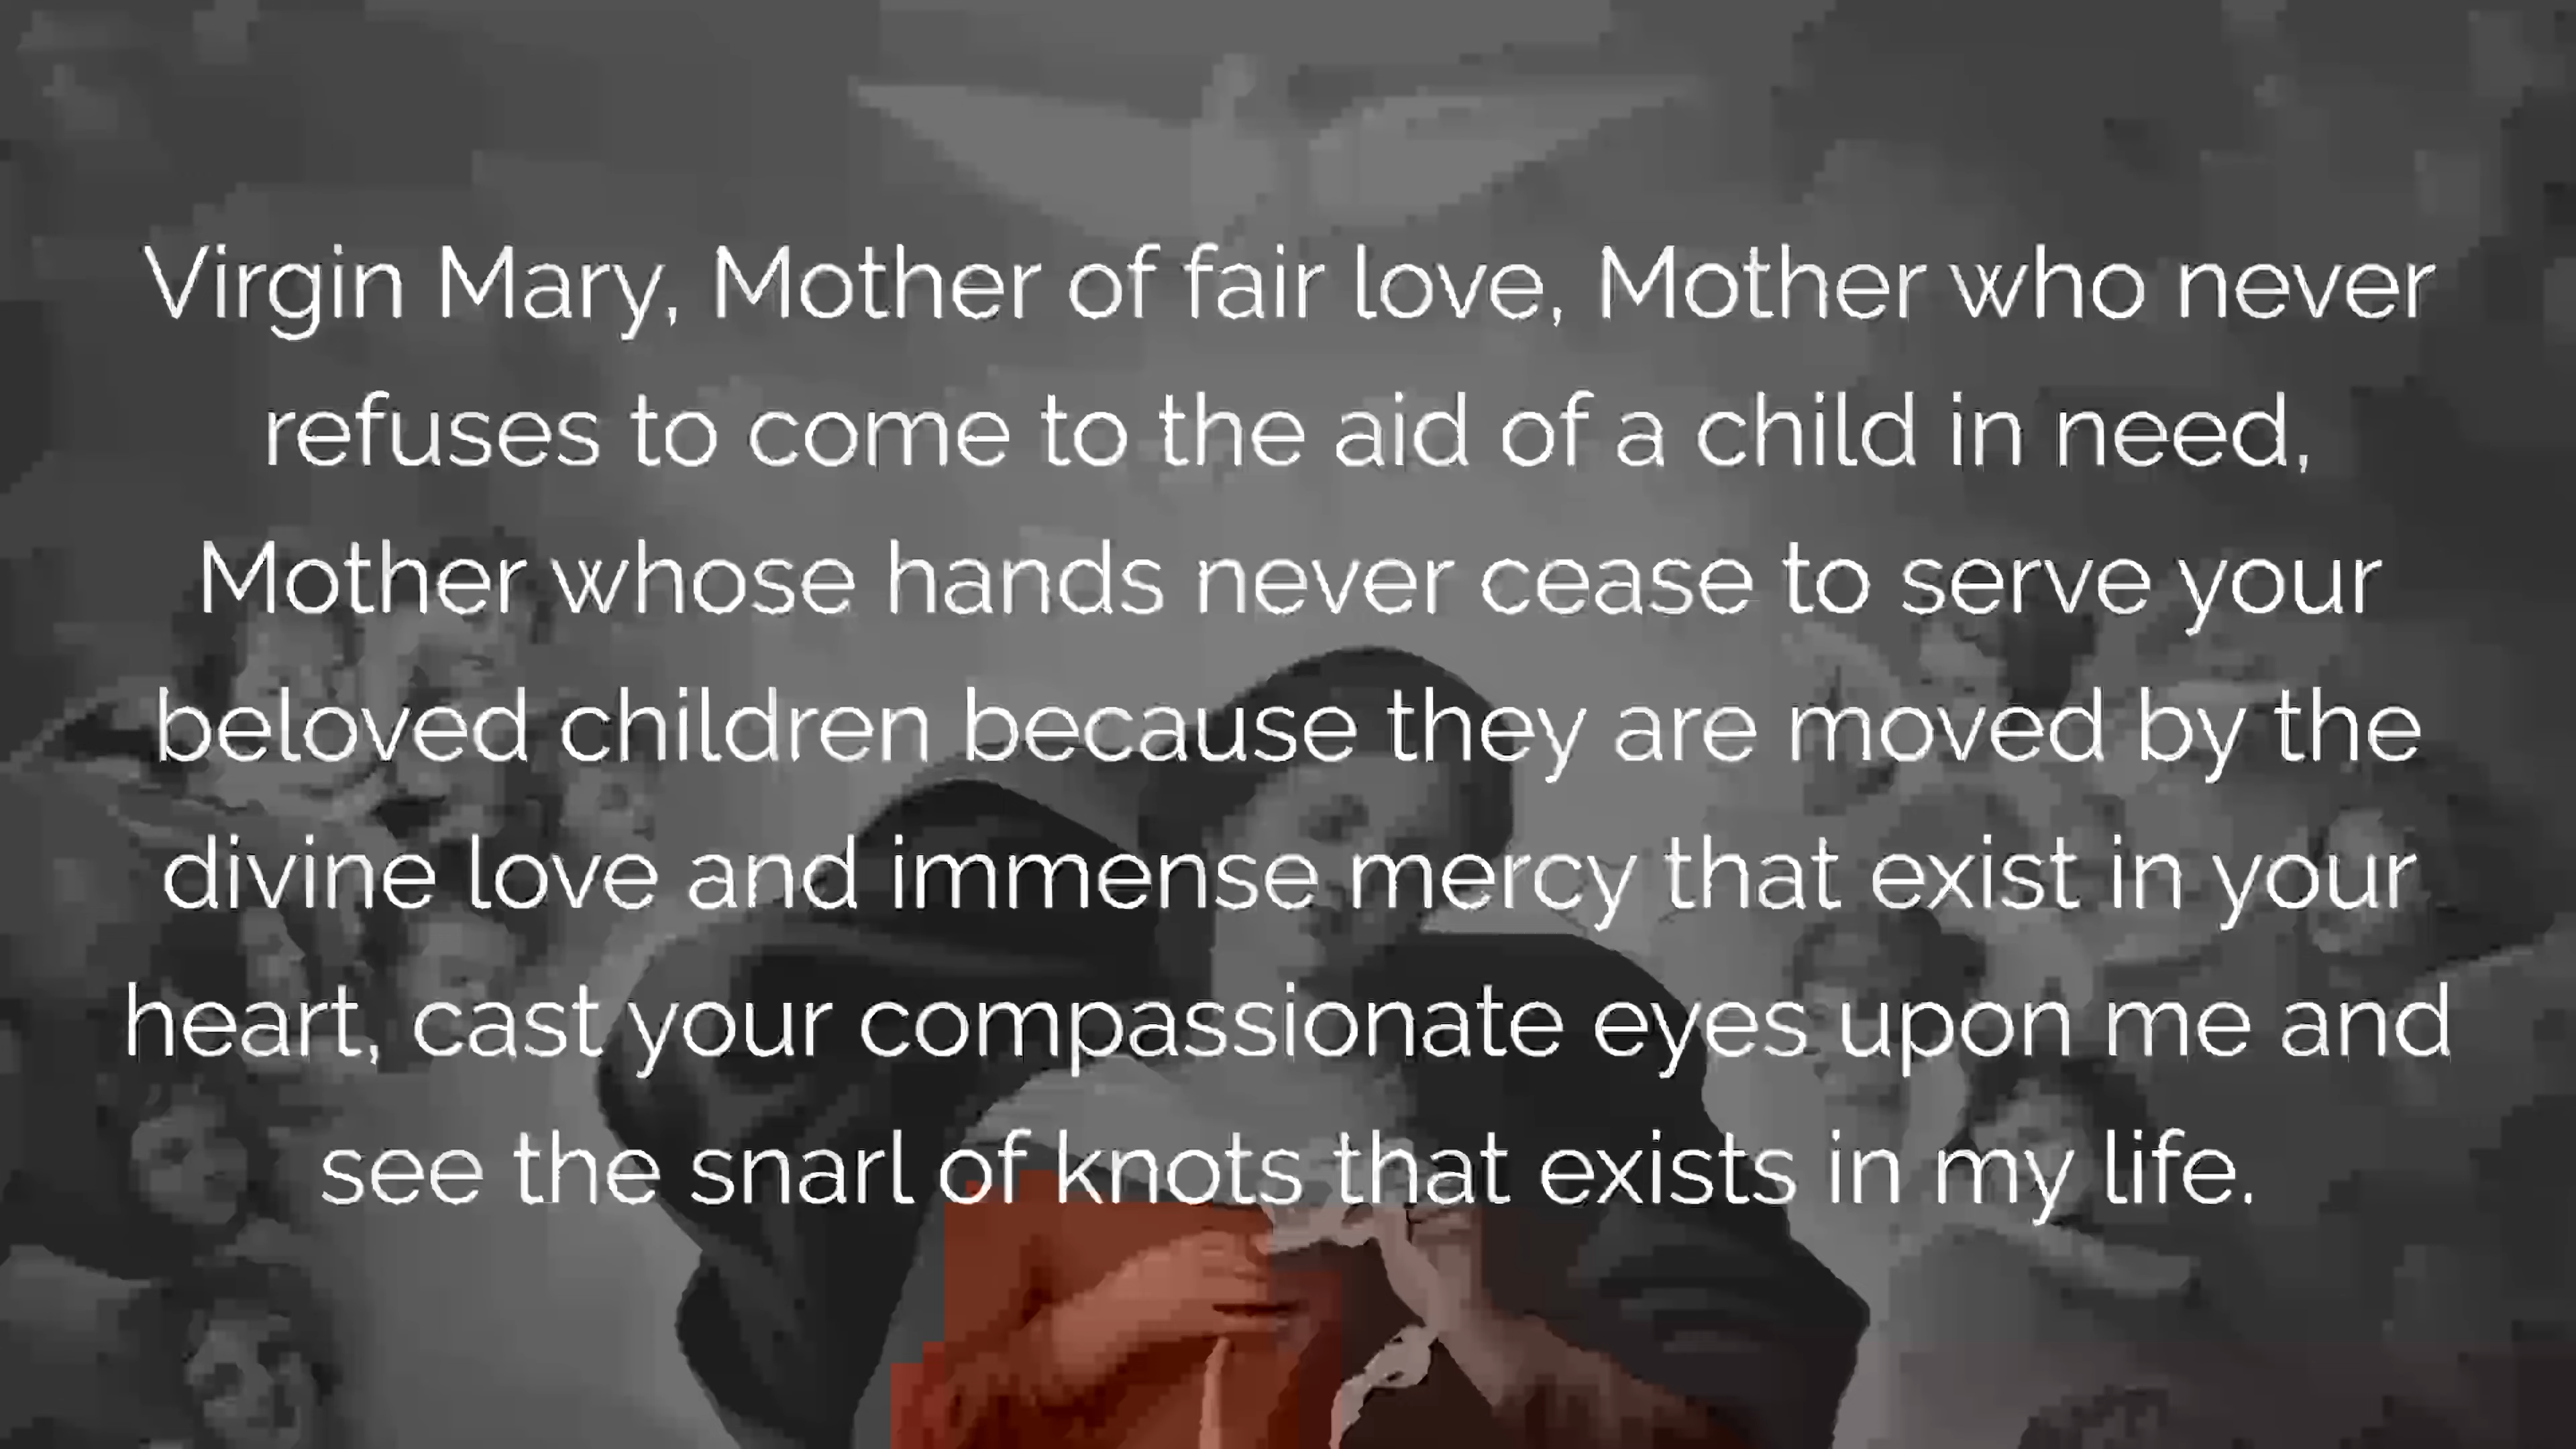 Virgin Mary, Mother of fair love, Mother who never
refuses to come to the aid of a child in need,
Mother whose hands never cease to serve your
beloved children because they are moved by the
divine love and immense mercy that exist in your
heart, cast your compassionate eyes upon me and
see the snarl of knots that exists in my life.